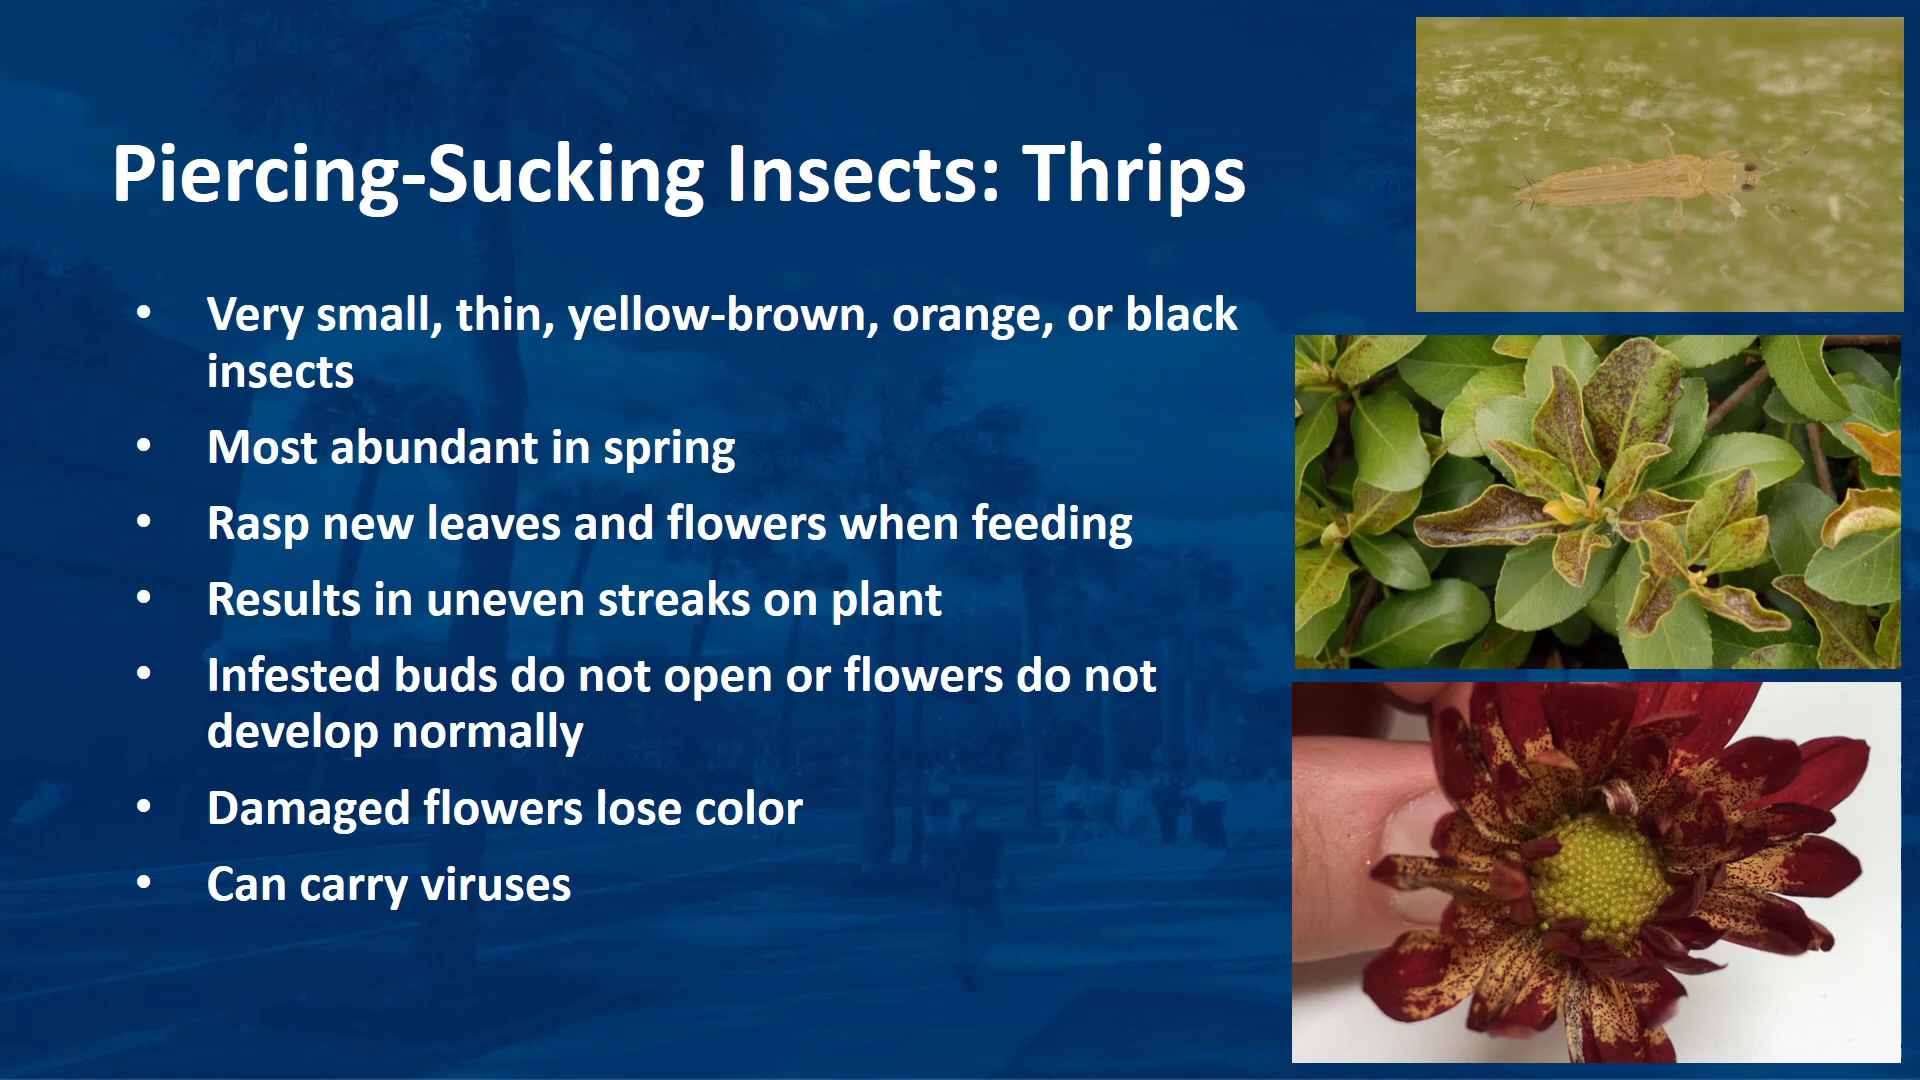 Piercing-Sucking Insects: Thrips
• Very small, thin, yellow-brown, orange, or black
insects
• Most abundant in spring
• Rasp new leaves and flowers when feeding
• Results in uneven streaks on plant
• Infested buds do not open or flowers do not
develop normally
• Damaged flowers lose color
• Can carry viruses